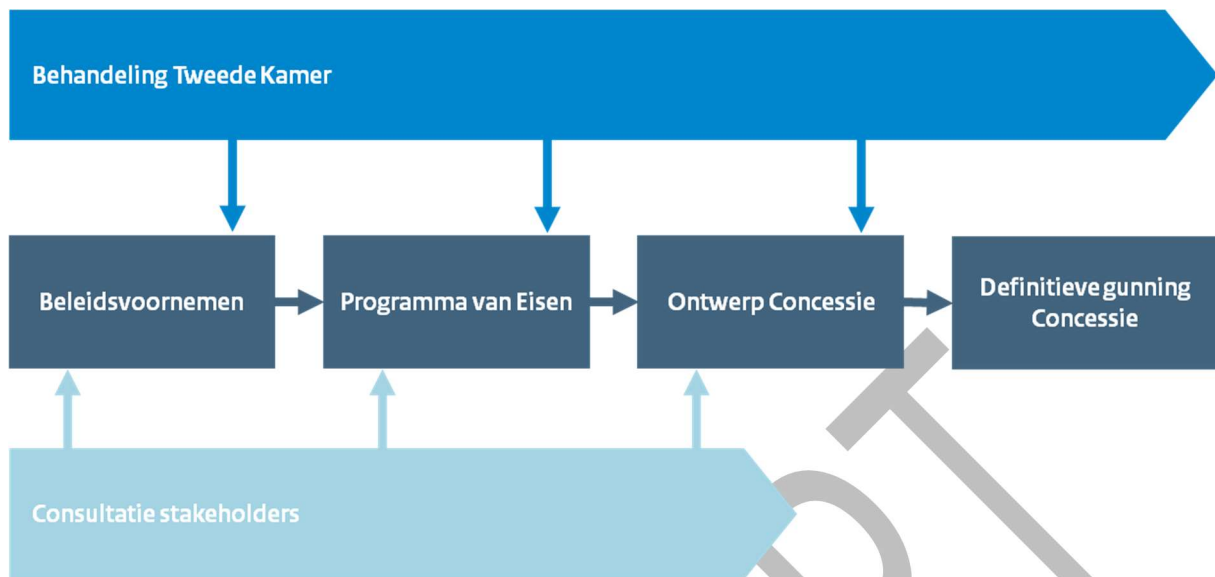 Behandeling Tweede Kamer
Beleidsvoornemen
Programma van Eisen
Ontwerp Concessie
Definitieve gunning
Concessie
Consultatie stakeholders